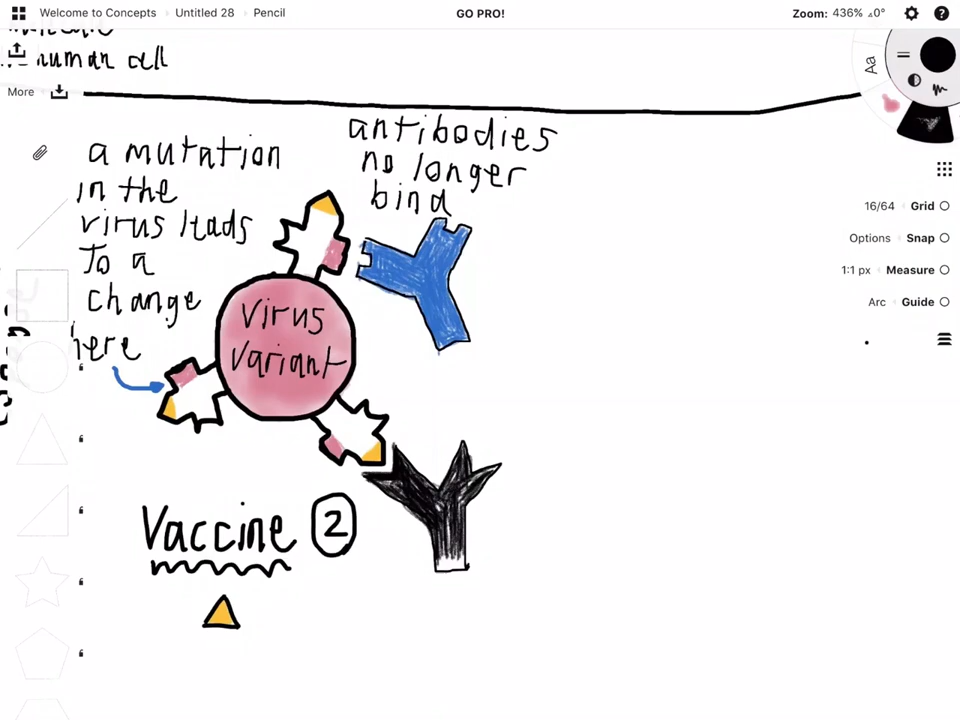 Welcome to Concepts Untitled 28 Pencil
GO PRO!
Zoom: 436% ⊿0°
human cell
More
Aa
a mutation
in the
virus leads
to a
change
here
antibodies
no longer
bind
16/64 Grid
Options Snap
1:1 px Measure
Arc Guide
virus
variant
Vaccine 2